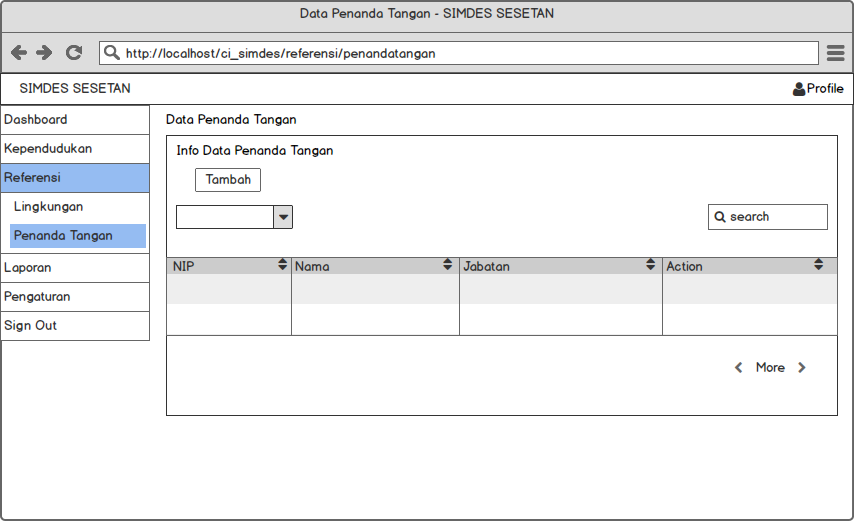 Data Penanda Tangan - SIMDES SESETAN
http://localhost/ci_simdes/referensi/penandatangan
SIMDES SESETAN
Profile
Dashboard
Kependudukan
Referensi
Lingkungan
Penanda Tangan
Laporan
Pengaturan
Sign Out
Data Penanda Tangan
Info Data Penanda Tangan
Tambah
search
NIP Nama Jabatan Action
More